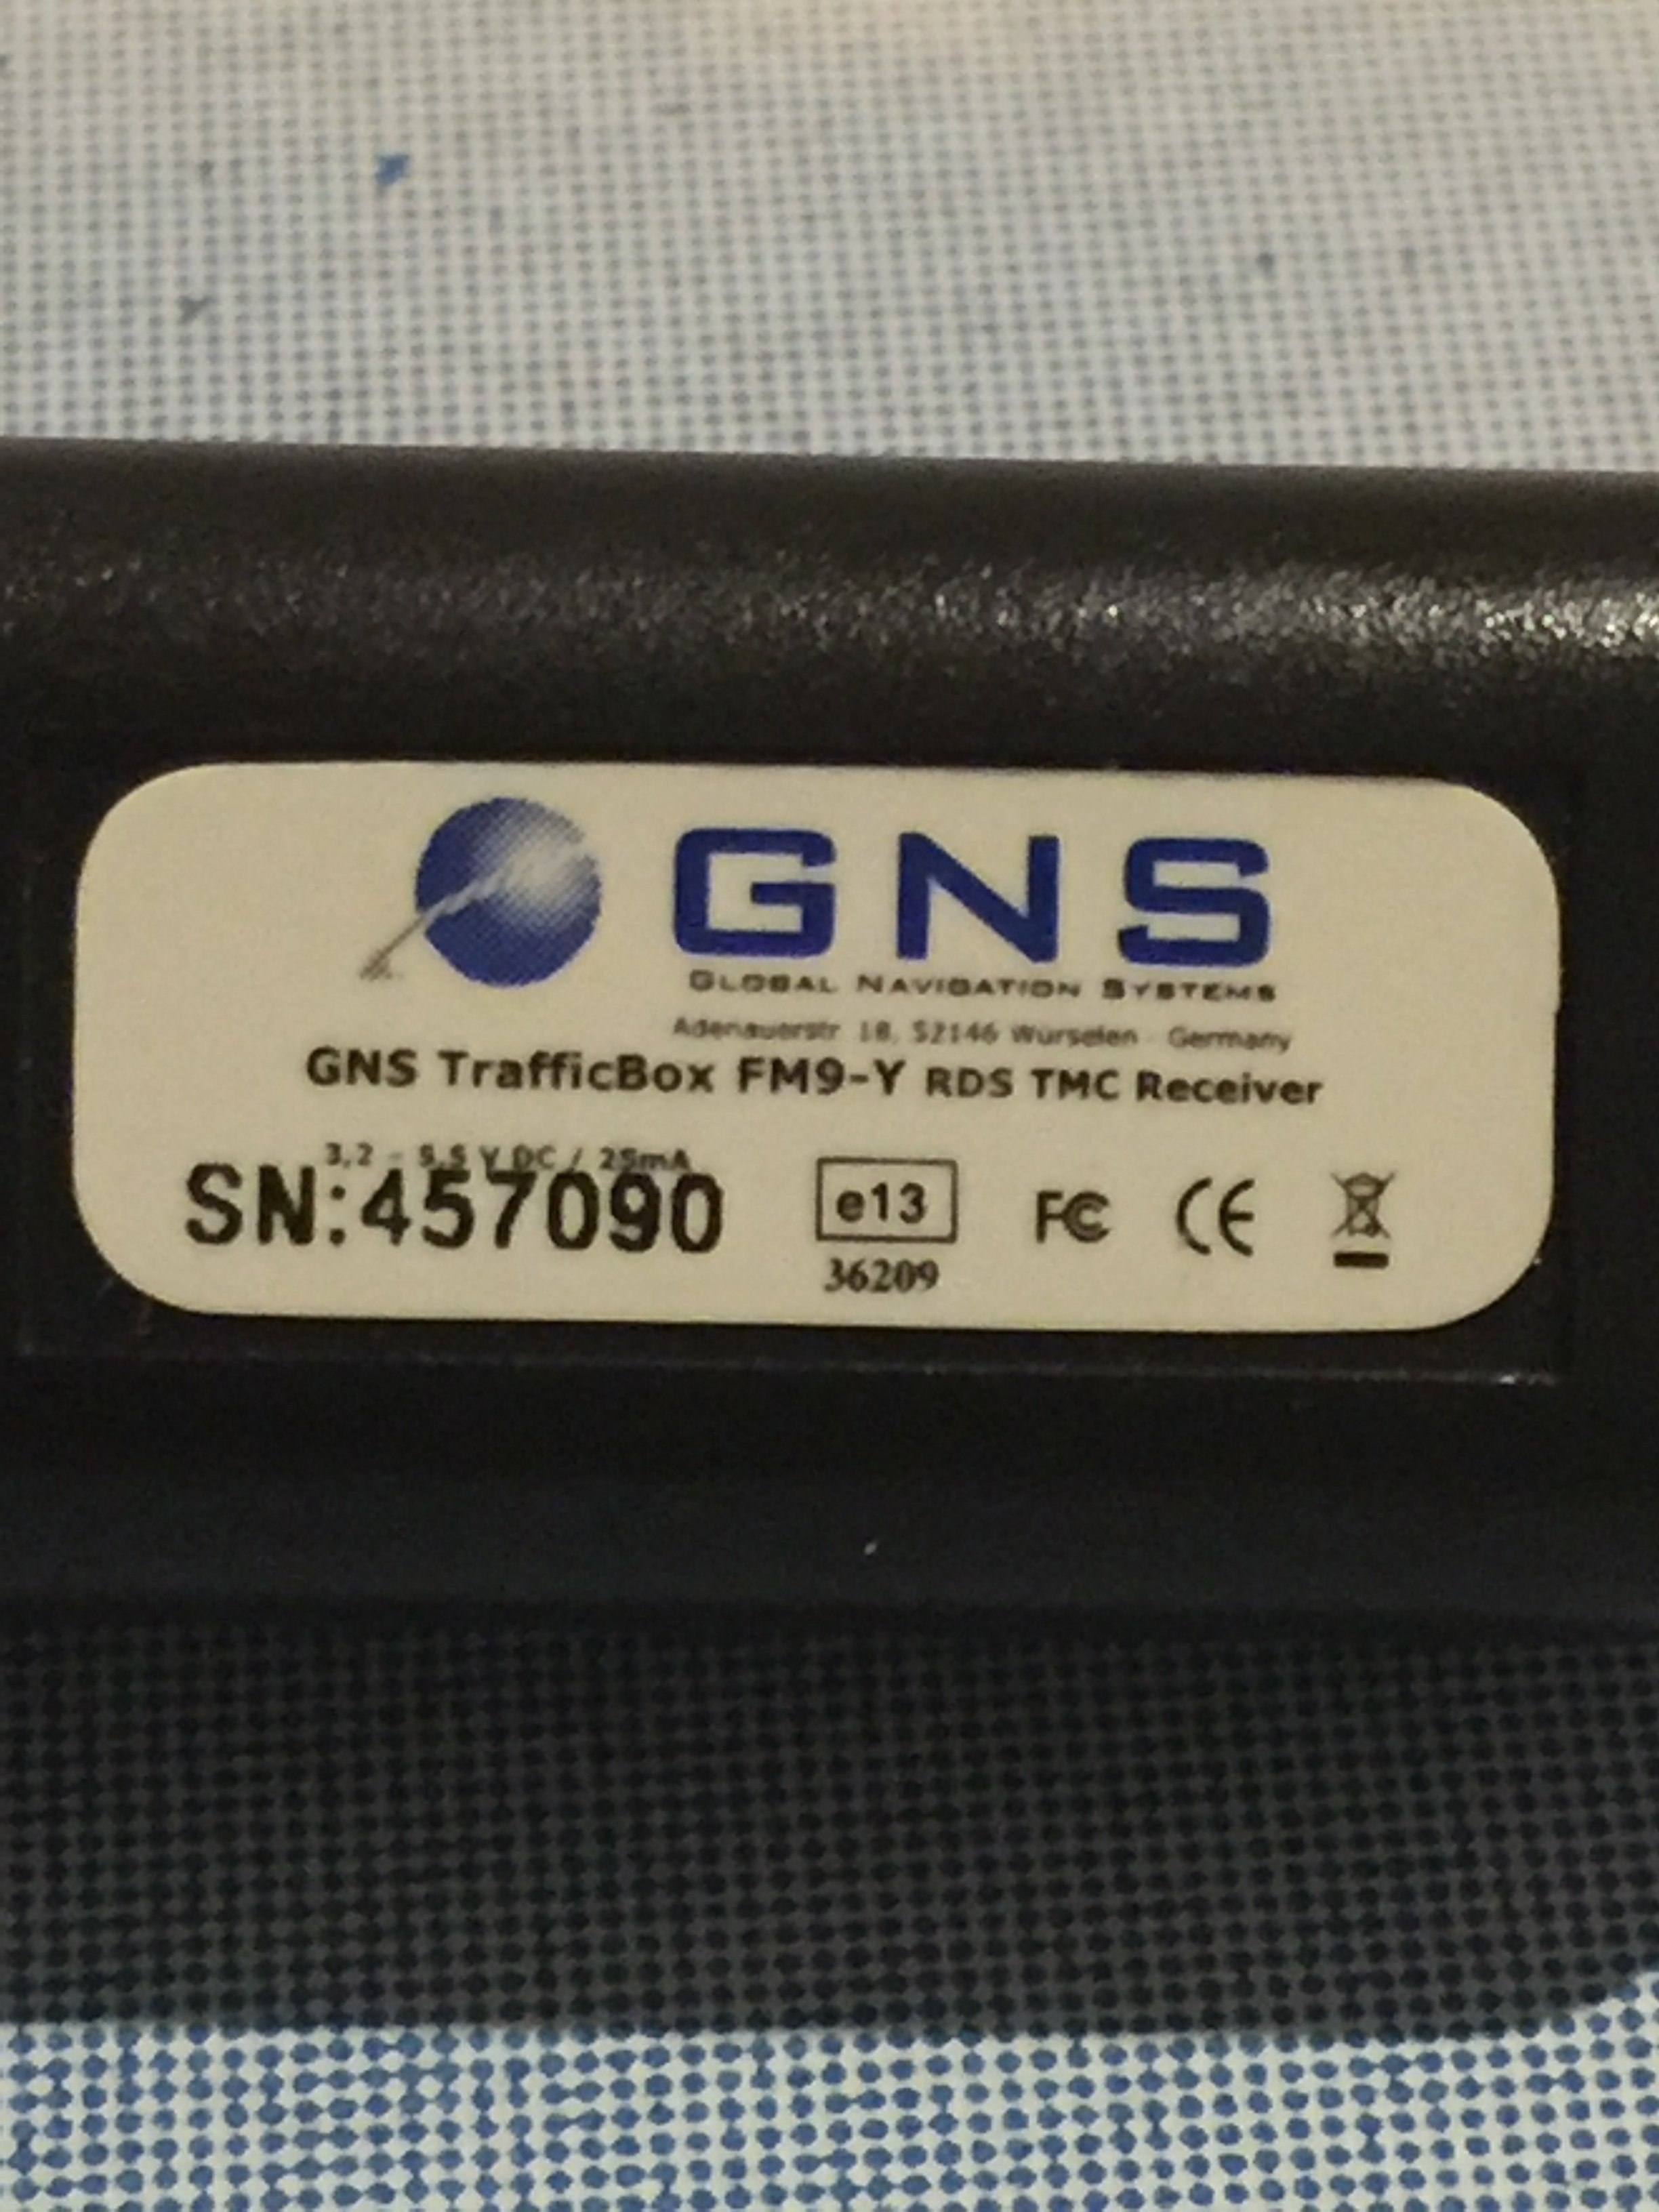 GNS
GLOBAL NAVIGATION SYSTEMS
Adenauerstr. 18, 52146 Würselen Germany
GNS TrafficBox FM9-Y RDS TMC Receiver
3,2 - 5,5 V DC / 25mA
SN:457090
e13
36209
FC CE